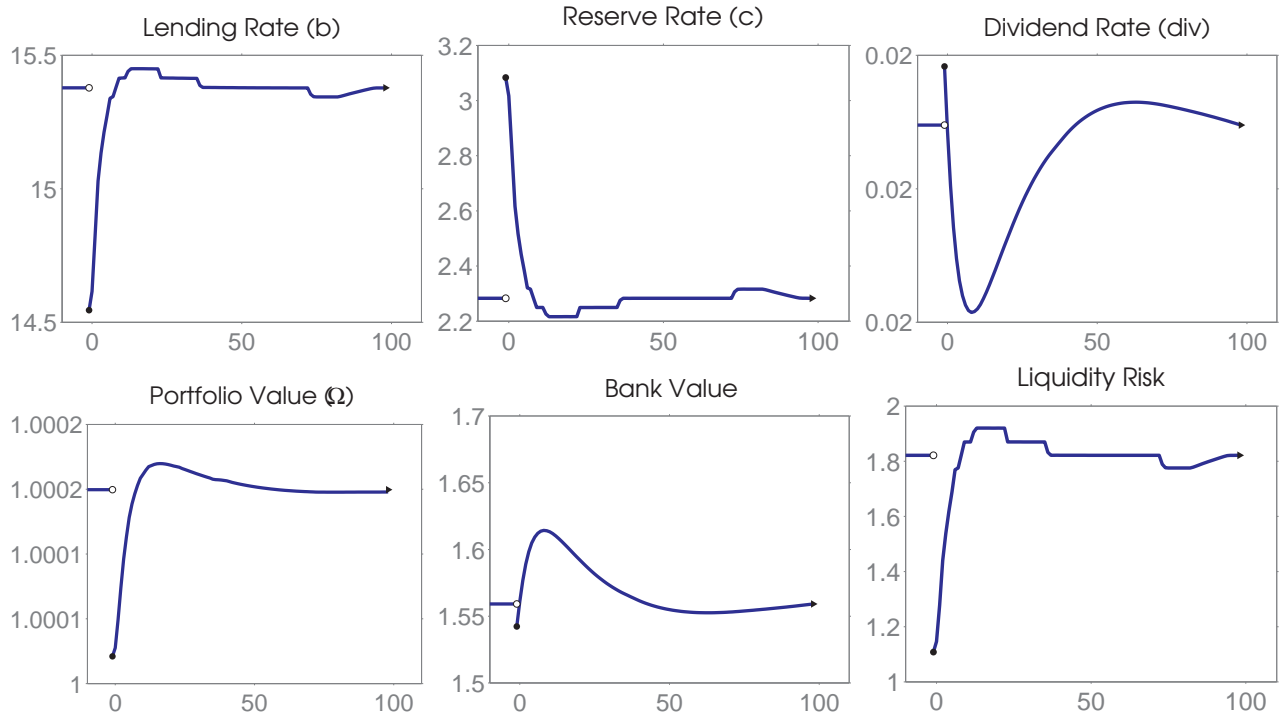 Lending Rate (b)
15.5
15
14.5
0 50 100
Reserve Rate (c)
3.2
3
2.8
2.6
2.4
2.2
0 50 100
Dividend Rate (div)
0.02
0.02
0.02
0 50 100
Portfolio Value (Ω)
1.0002
1.0002
1.0001
1.0001
1
0 50 100
Bank Value
1.7
1.65
1.6
1.55
1.5
0 50 100
Liquidity Risk
2
1.8
1.6
1.4
1.2
1
0 50 100